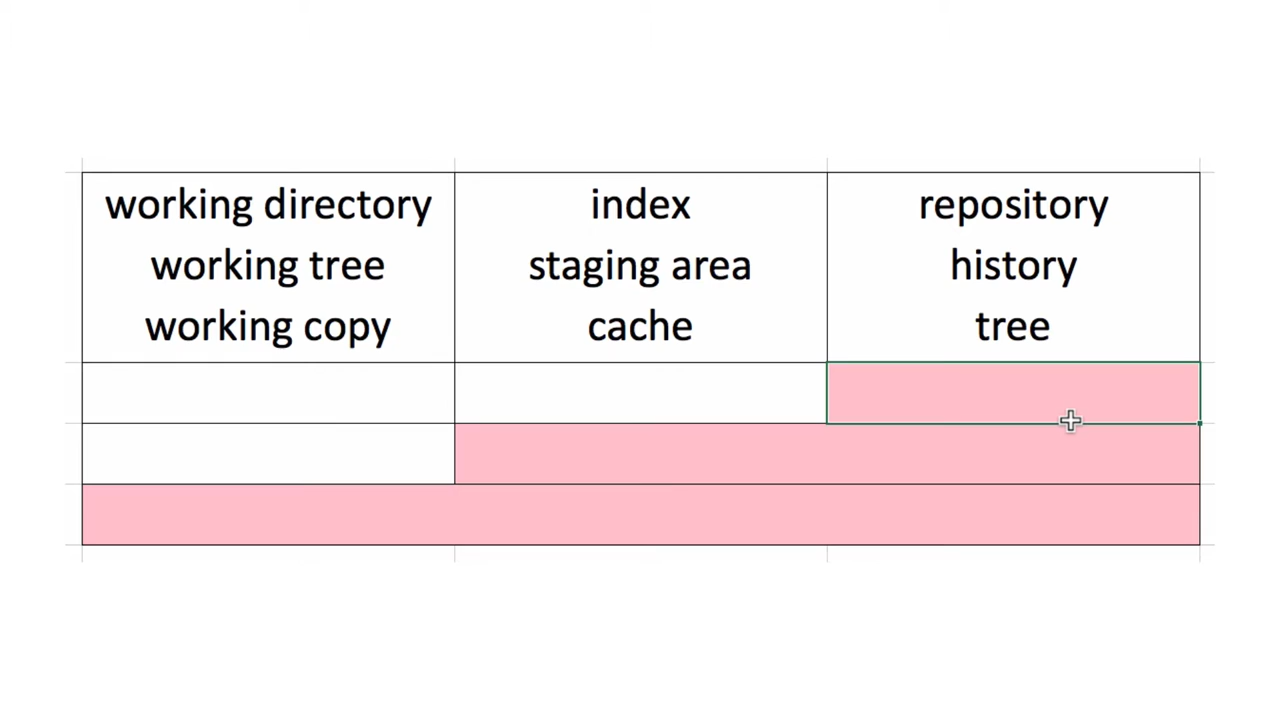 working directory
working tree
working copy
index
staging area
cache
repository
history
tree